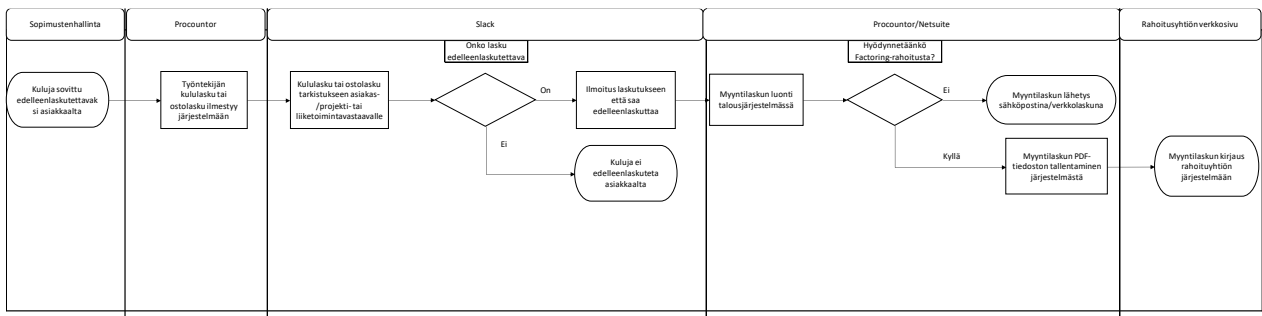 Sopimustenhallinta
Procountor
Slack
Procountor/Netsuite
Rahoitusyhtiön verkkosivu
Kuluja sovittu
edelleenlaskutettavak
si asiakkaalta
Työntekijän
kululasku tai
ostolasku ilmestyy
järjestelmään
Kululasku tai ostolasku
tarkistukseen asiakas-
/projekti- tai
liiketoimintavastaavalle
Onko lasku
edelleenlaskutettava
On
Ei
Ilmoitus laskutukseen
että saa
edelleenlaskuttaa
Kuluja ei
edelleenlaskuteta
asiakkaalta
Myyntilaskun luonti
talousjärjestelmässä
Hyödynnetäänkö
Factoring-rahoitusta?
Ei
Kyllä
Myyntilaskun lähetys
sähköpostina/verkkolaskuna
Myyntilaskun PDF-
tiedoston tallentaminen
järjestelmästä
Myyntilaskun kirjaus
rahoituyhtiön
järjestelmään